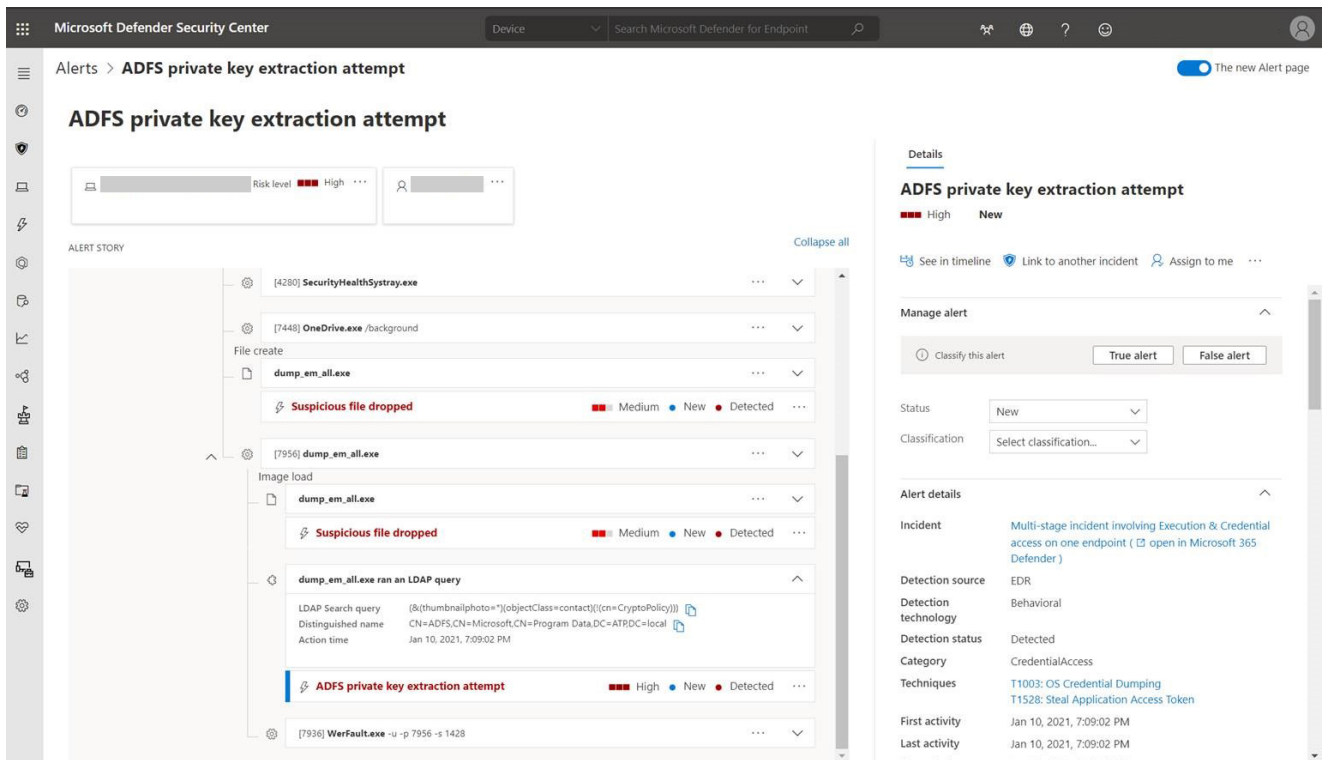 Microsoft Defender Security Center
Device
Search Microsoft Defender for Endpoint
Alerts > ADFS private key extraction attempt
The new Alert page
ADFS private key extraction attempt
Risk level High ...
...
ALERT STORY
Collapse all
[4280] SecurityHealthSystray.exe ...
[7448] OneDrive.exe /background ...
File create
dump_em_all.exe ...
Suspicious file dropped Medium New Detected ...
[7956] dump_em_all.exe ...
Image load
dump_em_all.exe ...
Suspicious file dropped Medium New Detected ...
dump_em_all.exe ran an LDAP query
LDAP Search query (&(thumbnailphoto=*)(objectClass=contact)(!(cn=CryptoPolicy)))
Distinguished name CN=ADFS,CN=Microsoft,CN=Program Data,DC=ATP,DC=local
Action time Jan 10, 2021, 7:09:02 PM
ADFS private key extraction attempt High New Detected ...
[7936] WerFault.exe -u -p 7956 -s 1428 ...
Details
ADFS private key extraction attempt
High New
See in timeline Link to another incident Assign to me ...
Manage alert
Classify this alert True alert False alert
Status New
Classification Select classification...
Alert details
Incident Multi-stage incident involving Execution & Credential
access on one endpoint ( open in Microsoft 365
Defender )
Detection source EDR
Detection Behavioral
technology
Detection status Detected
Category CredentialAccess
Techniques T1003: OS Credential Dumping
T1528: Steal Application Access Token
First activity Jan 10, 2021, 7:09:02 PM
Last activity Jan 10, 2021, 7:09:02 PM